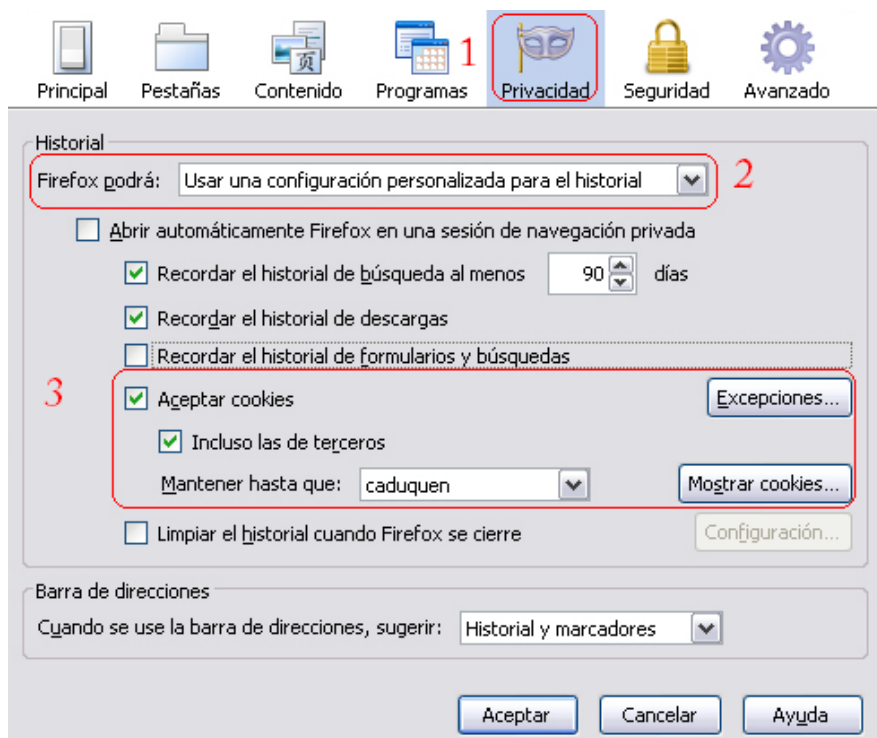 1
Principal Pestañas Contenido Programas Privacidad Seguridad Avanzado
Historial
Firefox podrá: Usar una configuración personalizada para el historial 2
Abrir automáticamente Firefox en una sesión de navegación privada
Recordar el historial de búsqueda al menos 90 días
Recordar el historial de descargas
Recordar el historial de formularios y búsquedas
3 Aceptar cookies Excepciones...
Incluso las de terceros
Mantener hasta que: caduquen Mostrar cookies...
Limpiar el historial cuando Firefox se cierre Configuración...
Barra de direcciones
Cuando se use la barra de direcciones, sugerir: Historial y marcadores
Aceptar Cancelar Ayuda